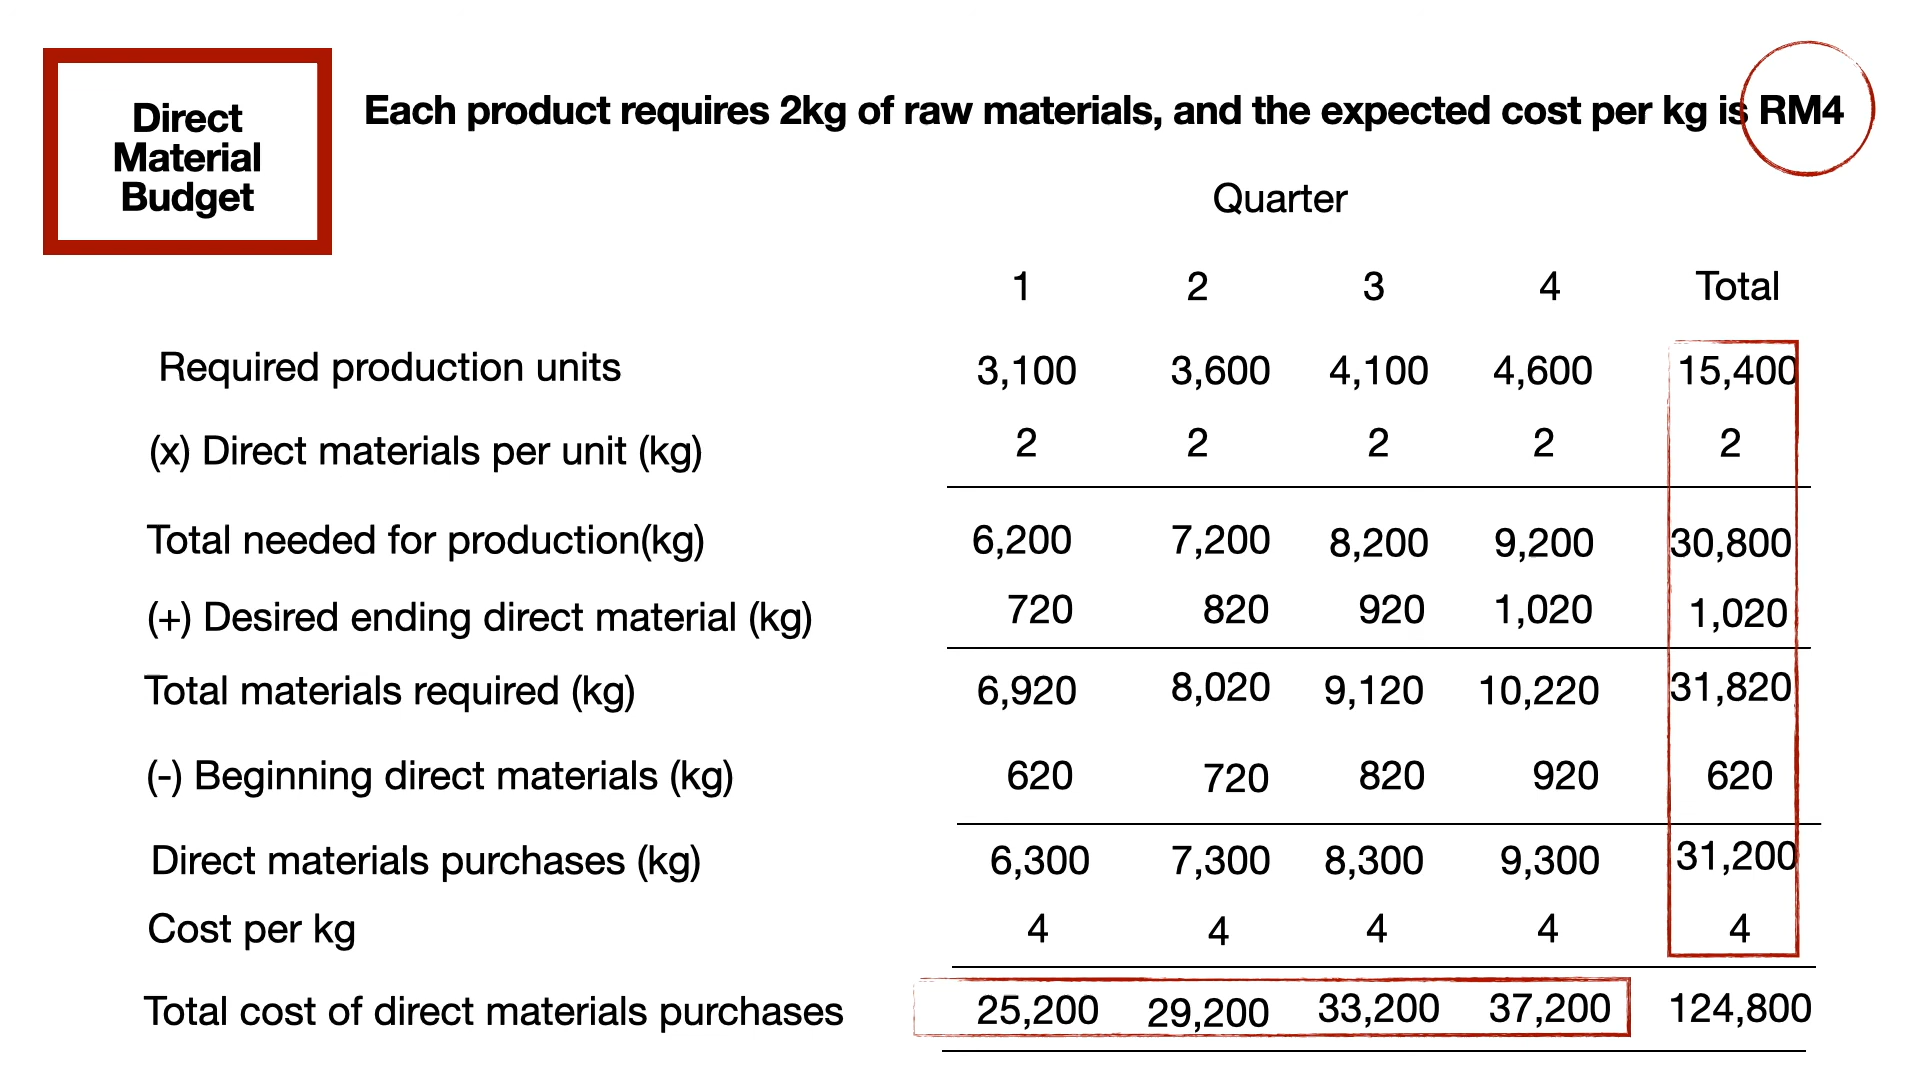 Direct
Material
Budget
Each product requires 2kg of raw materials, and the expected cost per kg is RM4
Quarter
1 2 3 4 Total
Required production units 3,100 3,600 4,100 4,600 15,400
(x) Direct materials per unit (kg) 2 2 2 2 2
Total needed for production(kg) 6,200 7,200 8,200 9,200 30,800
(+) Desired ending direct material (kg) 720 820 920 1,020 1,020
Total materials required (kg) 6,920 8,020 9,120 10,220 31,820
(-) Beginning direct materials (kg) 620 720 820 920 620
Direct materials purchases (kg) 6,300 7,300 8,300 9,300 31,200
Cost per kg 4 4 4 4 4
Total cost of direct materials purchases 25,200 29,200 33,200 37,200 124,800